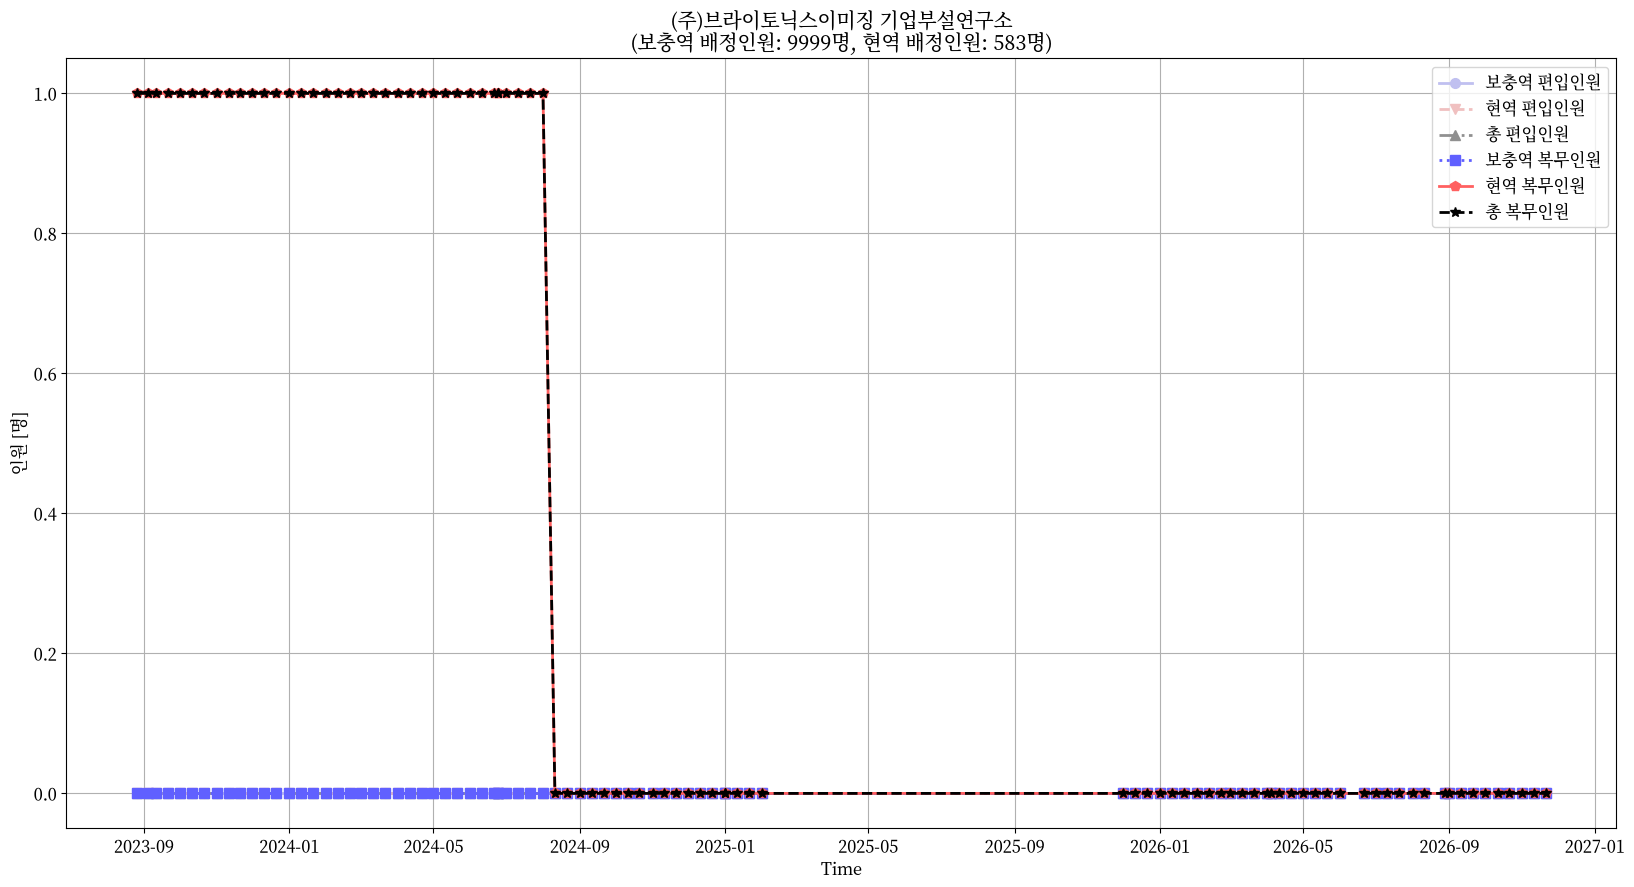 (주)브라이토닉스이미징 기업부설연구소
(보충역 배정인원: 9999명, 현역 배정인원: 583명)
보충역 편입인원
현역 편입인원
총 편입인원
보충역 복무인원
현역 복무인원
총 복무인원
인원 [명]
1.0
0.8
0.6
0.4
0.2
0.0
2023-09
2024-01
2024-05
2024-09
2025-01
2025-05
2025-09
2026-01
2026-05
2026-09
2027-01
Time